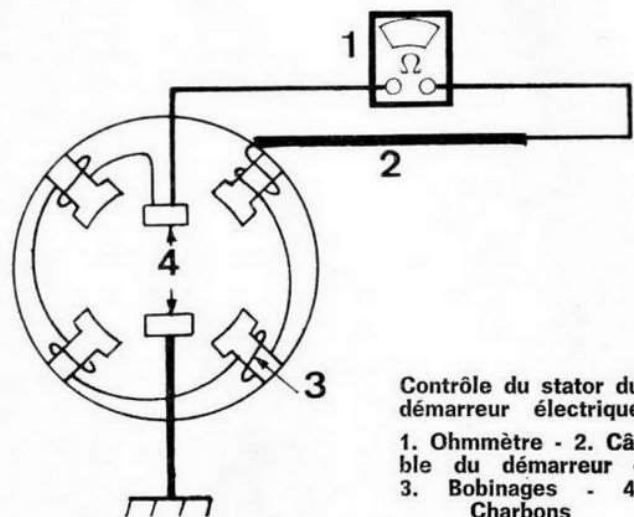 1
Ω
2
4
3
Contrôle du stator du
démarreur électrique
1. Ohmmètre - 2. Câ-
ble du démarreur -
3. Bobinages - 4.
Charbons